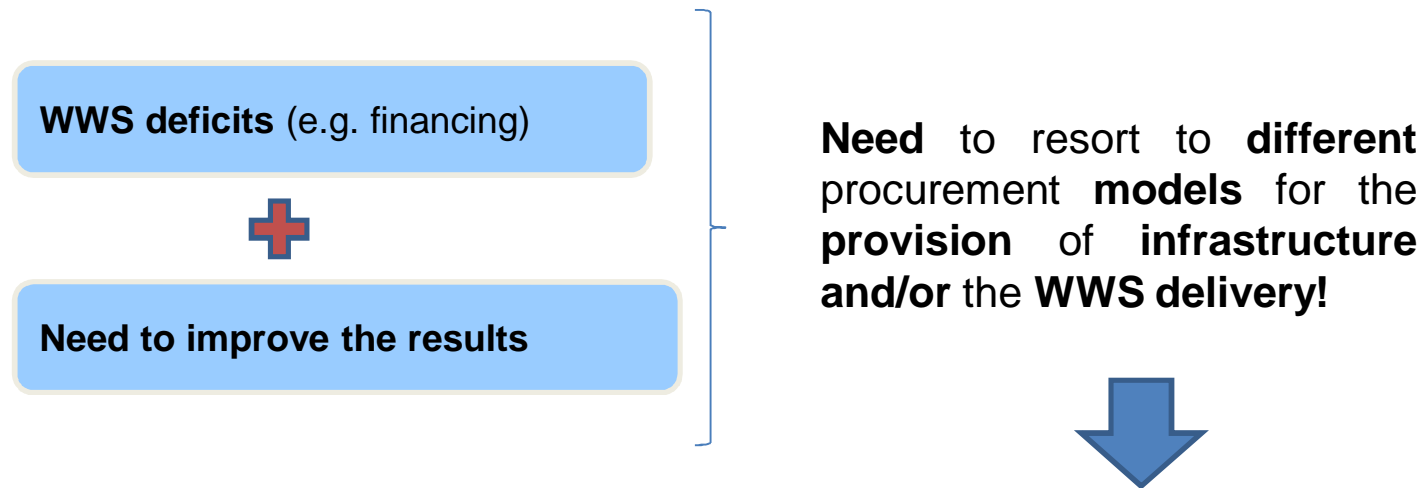 WWS deficits (e.g. financing)
Need to improve the results
Need to resort to different
procurement models for the
provision of infrastructure
and/or the WWS delivery!